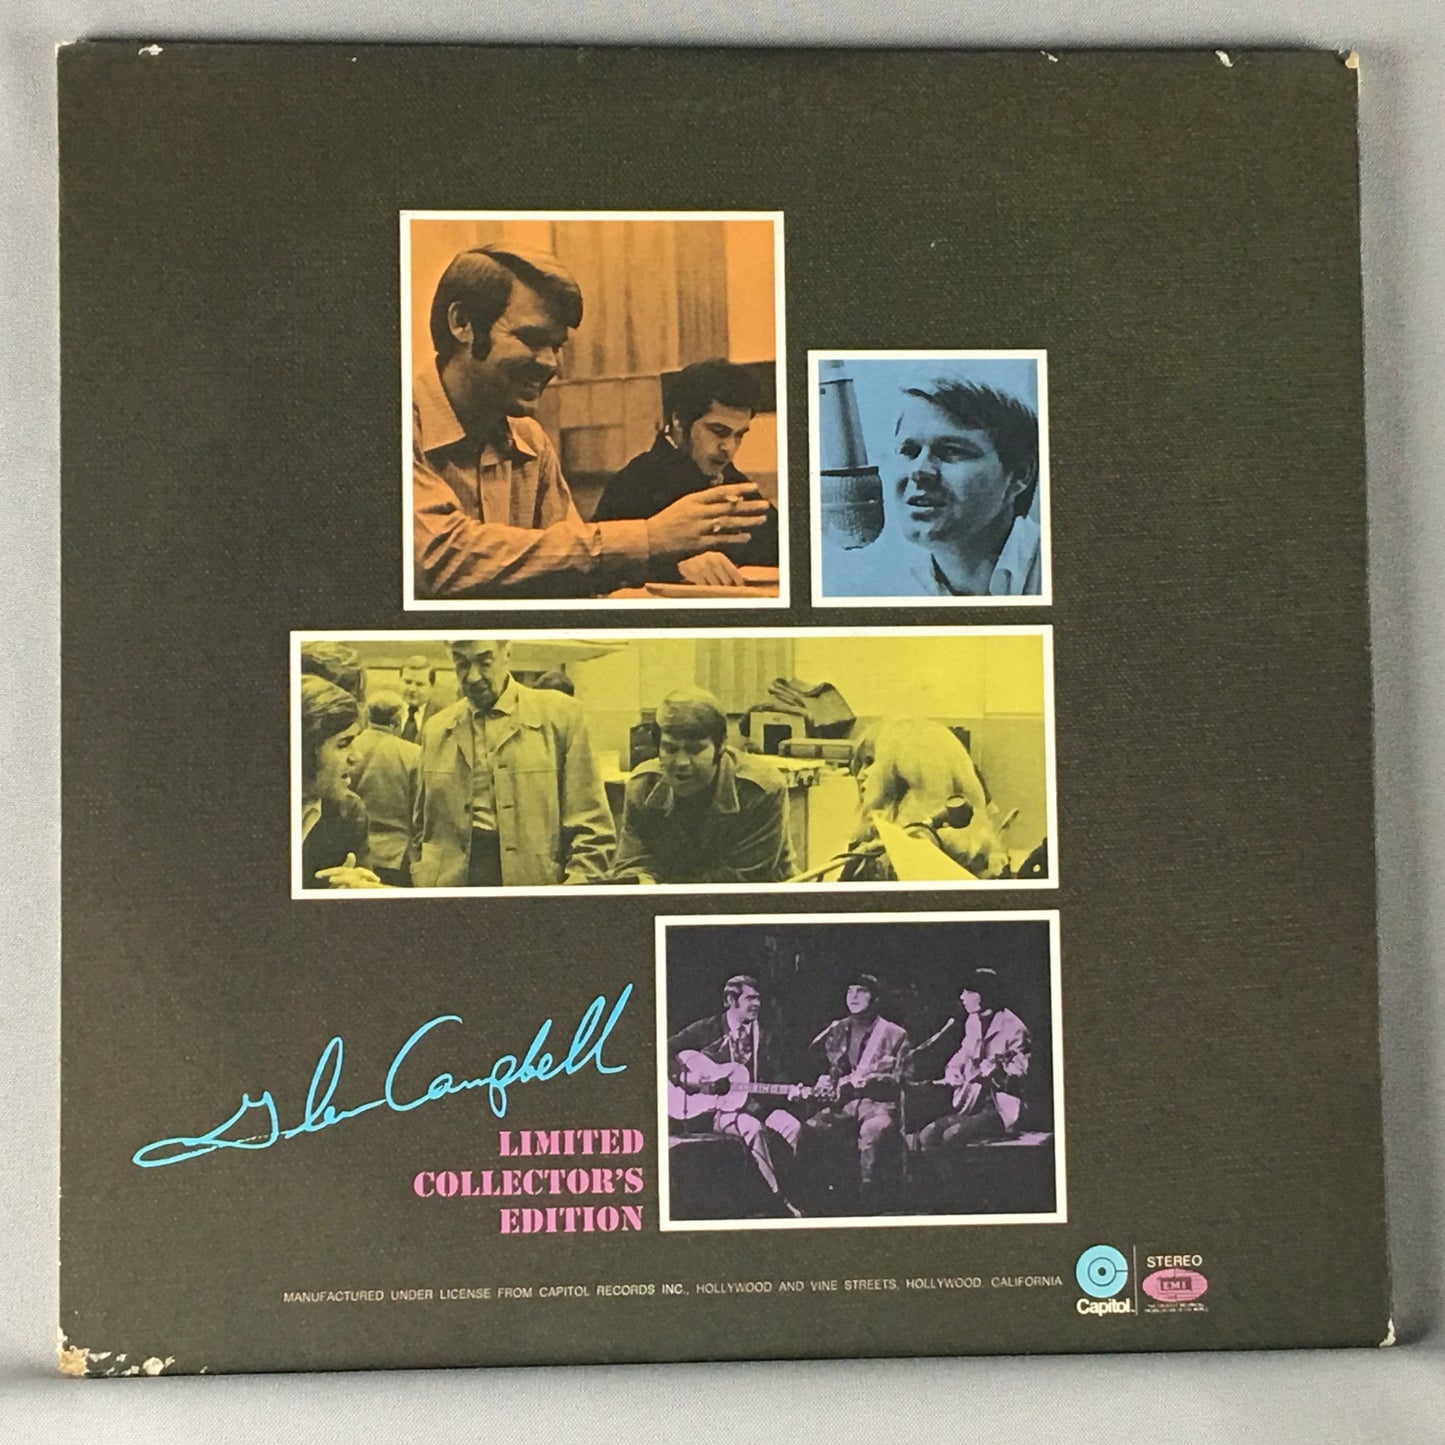 Glen Campbell
LIMITED
COLLECTOR'S
EDITION
MANUFACTURED UNDER LICENSE FROM CAPITOL RECORDS INC., HOLLYWOOD AND VINE STREETS, HOLLYWOOD, CALIFORNIA
Capitol
STEREO
EMI